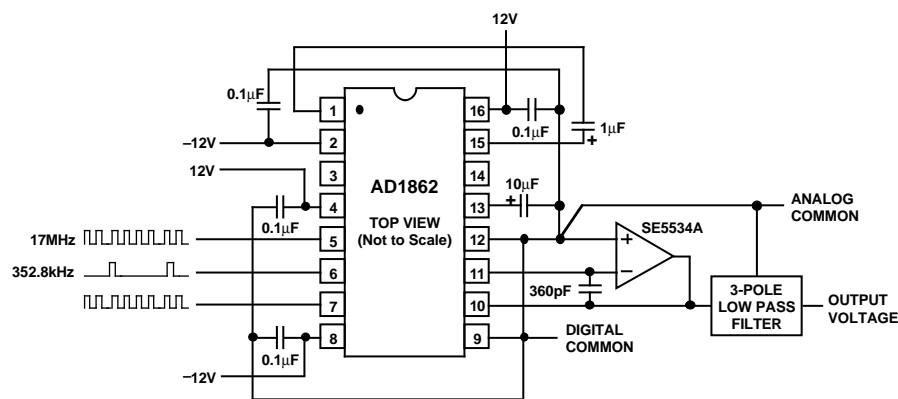 12V
0.1μF
1
16
0.1μF
1μF
+
–12V
2
15
12V
3
14
AD1862
10μF
+
4
13
ANALOG
COMMON
0.1μF
TOP VIEW
(Not to Scale)
SE5534A
17MHz
5
12
+
352.8kHz
6
11
–
360pF
3-POLE
LOW PASS
FILTER
OUTPUT
VOLTAGE
7
10
DIGITAL
COMMON
8
9
0.1μF
–12V